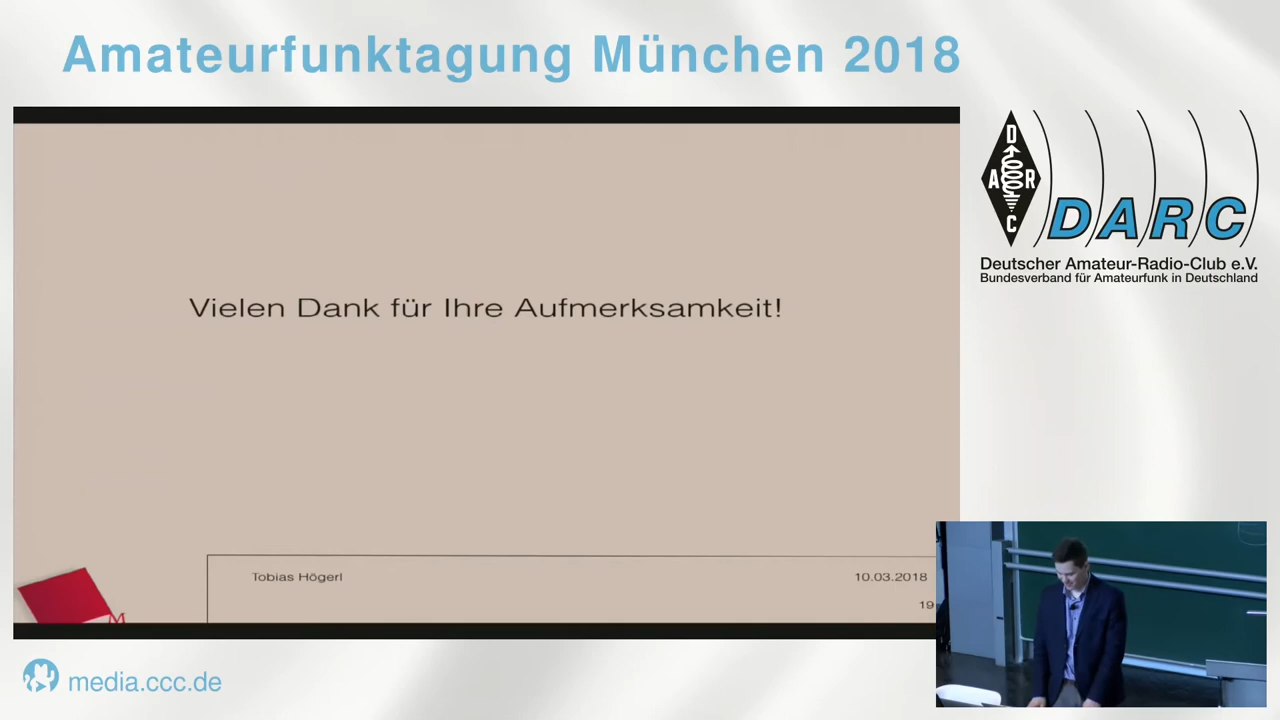 Amateurfunktagung München 2018
D
A R
C
DARC
Deutscher Amateur-Radio-Club e.V.
Bundesverband für Amateurfunk in Deutschland
Vielen Dank für Ihre Aufmerksamkeit!
Tobias Högerl
10.03.2018
19
M
media.ccc.de